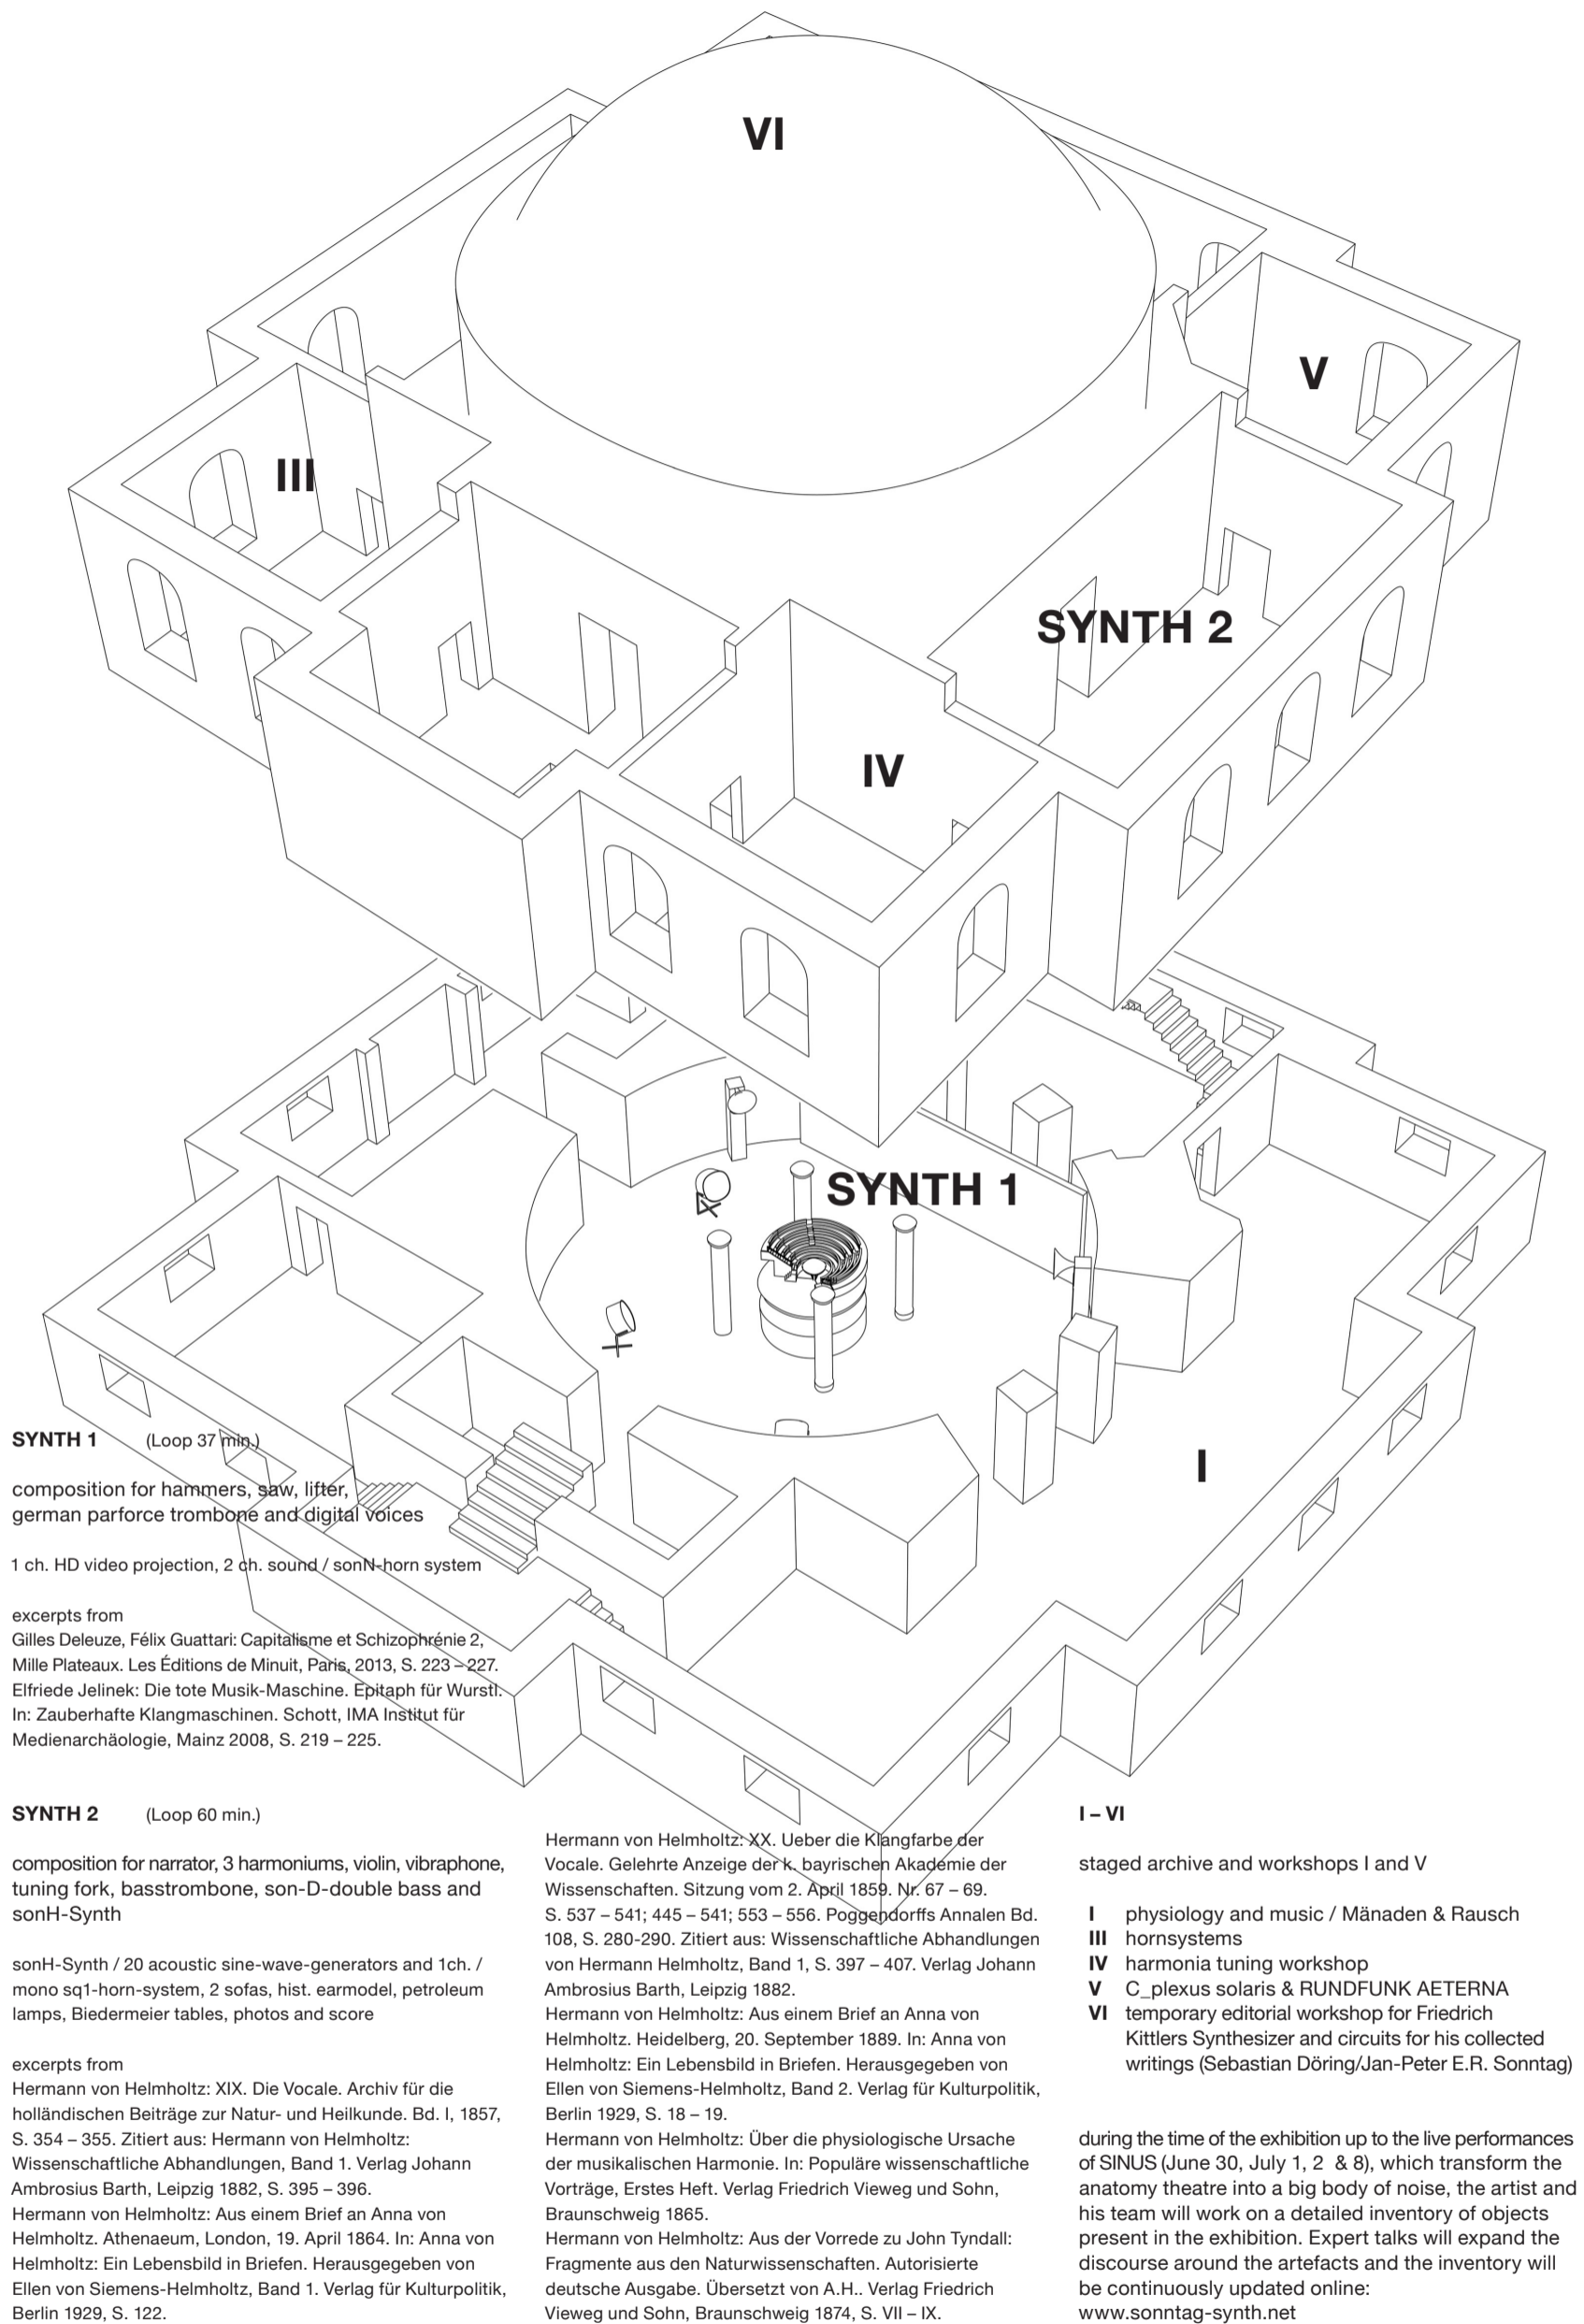 VI
V
III
SYNTH 2
IV
SYNTH 1
I
SYNTH 1 (Loop 37 min.)
composition for hammers, saw, lifter,
german parforce trombone and digital voices
1 ch. HD video projection, 2 ch. sound / sonN-horn system
excerpts from
Gilles Deleuze, Félix Guattari: Capitalisme et Schizophrénie 2,
Mille Plateaux. Les Éditions de Minuit, Paris, 2013, S. 223 – 227.
Elfriede Jelinek: Die tote Musik-Maschine. Epitaph für Wurstl.
In: Zauberhafte Klangmaschinen. Schott, IMA Institut für
Medienarchäologie, Mainz 2008, S. 219 – 225.
SYNTH 2 (Loop 60 min.)
composition for narrator, 3 harmoniums, violin, vibraphone,
tuning fork, basstrombone, son-D-double bass and
sonH-Synth
sonH-Synth / 20 acoustic sine-wave-generators and 1ch. /
mono sq1-horn-system, 2 sofas, hist. earmodel, petroleum
lamps, Biedermeier tables, photos and score
excerpts from
Hermann von Helmholtz: XIX. Die Vocale. Archiv für die
holländischen Beiträge zur Natur- und Heilkunde. Bd. I, 1857,
S. 354 – 355. Zitiert aus: Hermann von Helmholtz:
Wissenschaftliche Abhandlungen, Band 1. Verlag Johann
Ambrosius Barth, Leipzig 1882, S. 395 – 396.
Hermann von Helmholtz: Aus einem Brief an Anna von
Helmholtz. Athenaeum, London, 19. April 1864. In: Anna von
Helmholtz: Ein Lebensbild in Briefen. Herausgegeben von
Ellen von Siemens-Helmholtz, Band 1. Verlag für Kulturpolitik,
Berlin 1929, S. 122.
Hermann von Helmholtz: XX. Ueber die Klangfarbe der
Vocale. Gelehrte Anzeige der k. bayrischen Akademie der
Wissenschaften. Sitzung vom 2. April 1859. Nr. 67 – 69.
S. 537 – 541; 445 – 541; 553 – 556. Poggendorffs Annalen Bd.
108, S. 280-290. Zitiert aus: Wissenschaftliche Abhandlungen
von Hermann Helmholtz, Band 1, S. 397 – 407. Verlag Johann
Ambrosius Barth, Leipzig 1882.
Hermann von Helmholtz: Aus einem Brief an Anna von
Helmholtz. Heidelberg, 20. September 1889. In: Anna von
Helmholtz: Ein Lebensbild in Briefen. Herausgegeben von
Ellen von Siemens-Helmholtz, Band 2. Verlag für Kulturpolitik,
Berlin 1929, S. 18 – 19.
Hermann von Helmholtz: Über die physiologische Ursache
der musikalischen Harmonie. In: Populäre wissenschaftliche
Vorträge, Erstes Heft. Verlag Friedrich Vieweg und Sohn,
Braunschweig 1865.
Hermann von Helmholtz: Aus der Vorrede zu John Tyndall:
Fragmente aus den Naturwissenschaften. Autorisierte
deutsche Ausgabe. Übersetzt von A.H.. Verlag Friedrich
Vieweg und Sohn, Braunschweig 1874, S. VII – IX.
I – VI
staged archive and workshops I and V
I physiology and music / Mänaden & Rausch
III hornsystems
IV harmonia tuning workshop
V C_plexus solaris & RUNDFUNK AETERNA
VI temporary editorial workshop for Friedrich
Kittlers Synthesizer and circuits for his collected
writings (Sebastian Döring/Jan-Peter E.R. Sonntag)
during the time of the exhibition up to the live performances
of SINUS (June 30, July 1, 2 & 8), which transform the
anatomy theatre into a big body of noise, the artist and
his team will work on a detailed inventory of objects
present in the exhibition. Expert talks will expand the
discourse around the artefacts and the inventory will
be continuously updated online:
www.sonntag-synth.net